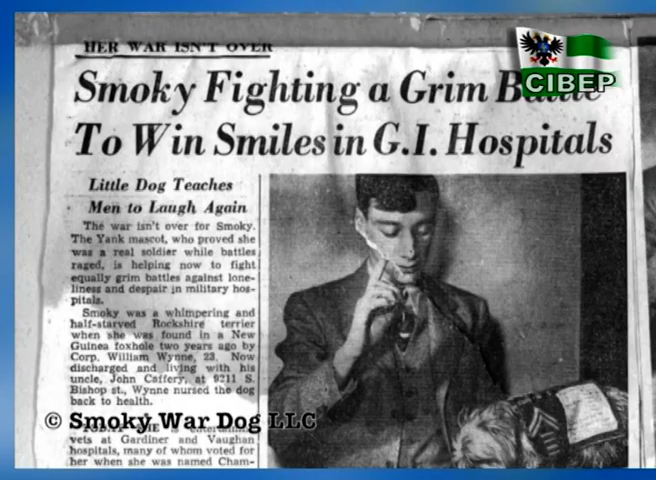 HER WAR ISN'T OVER
СІВЕР
Smoky Fighting a Grim Battle
To Win Smiles in G.I. Hospitals
Little Dog Teaches
Men to Laugh Again
The war isn't over for Smoky.
The Yank mascot, who proved she
was a real soldier while battles
raged, is helping now to fight
equally grim battles against lone-
liness and despair in military hos-
pitals.
Smoky was a whimpering and
half-starved Rockshire terrier
when she was found in a New
Guinea foxhole two years ago by
Corp. William Wynne, 23. Now
discharged and living with his
uncle, John Caffery, at 9211 S.
Bishop st., Wynne nursed the dog
back to health.
© Smoky War Dog LLC
vets at Gardiner and Vaughan
hospitals, many of whom voted for
her when she was named Cham-